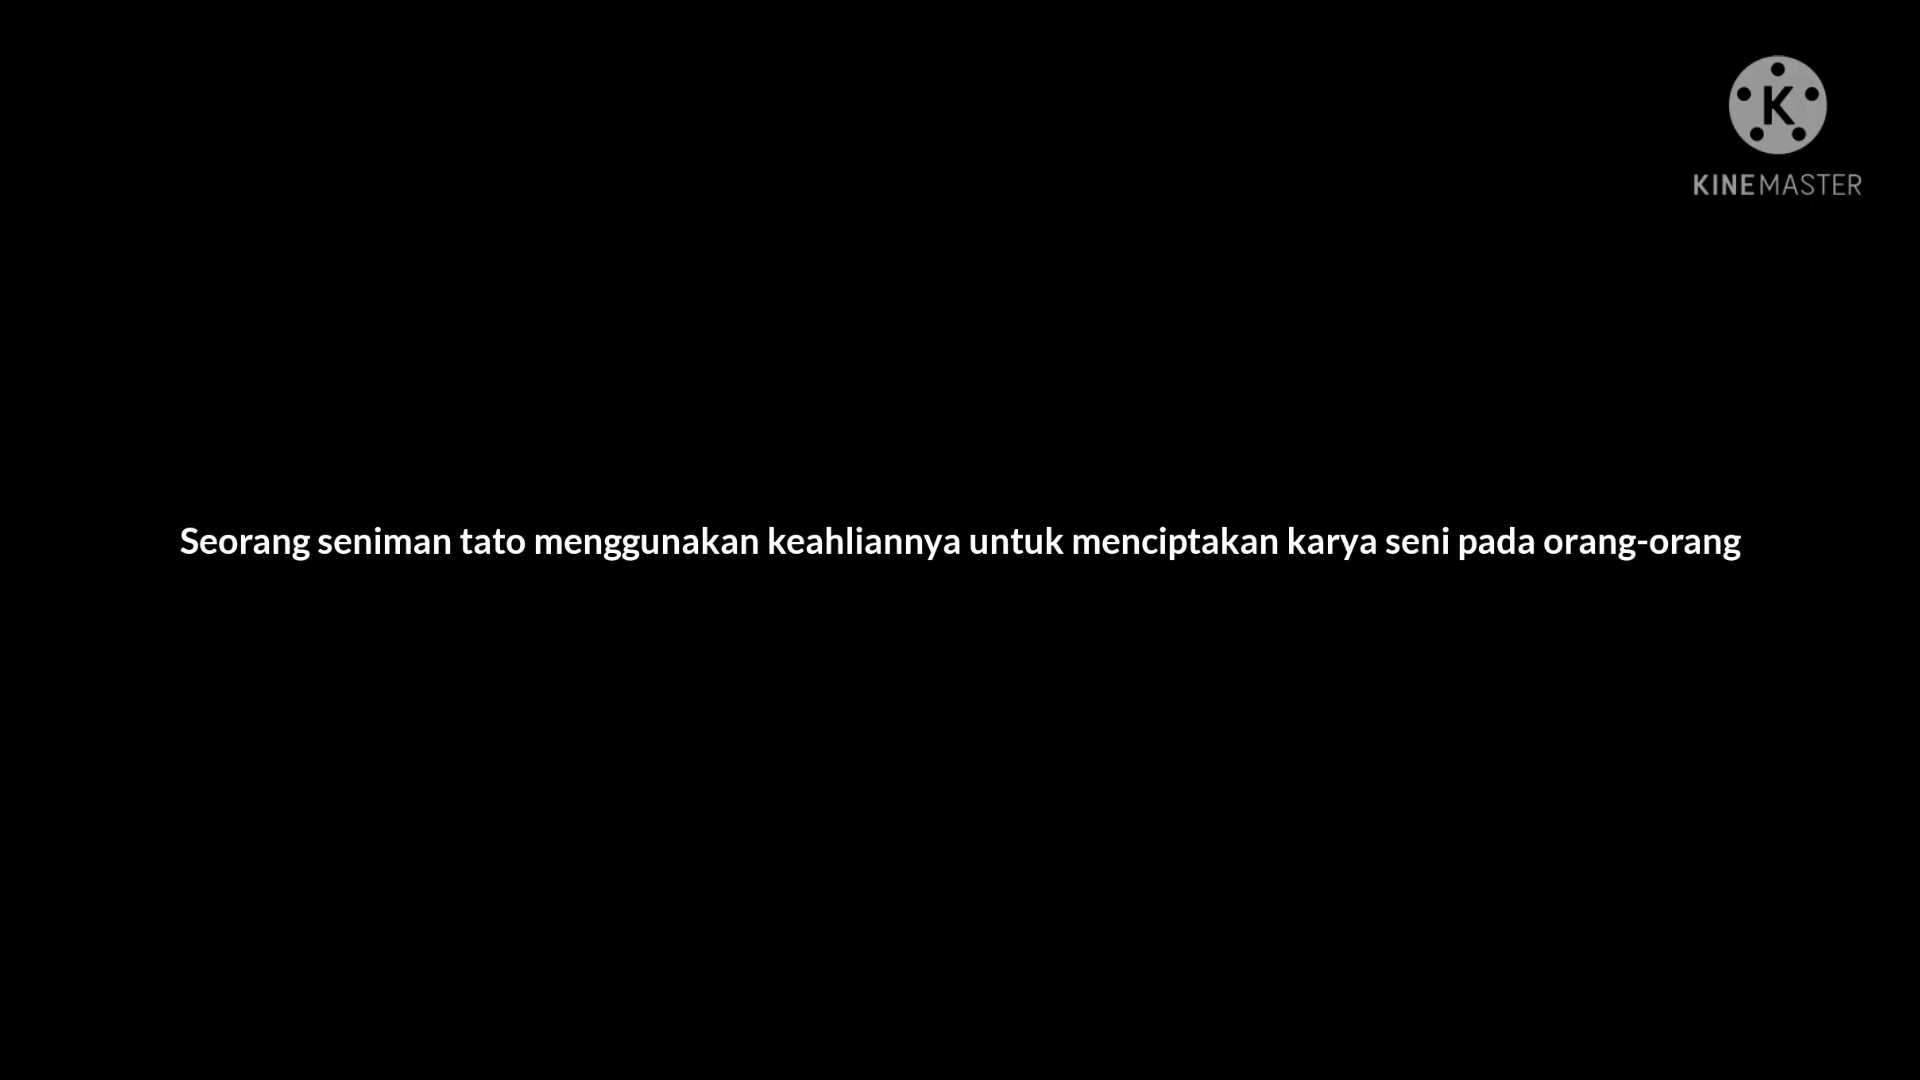 K
KINEMASTER
Seorang seniman tato menggunakan keahliannya untuk menciptakan karya seni pada orang-orang